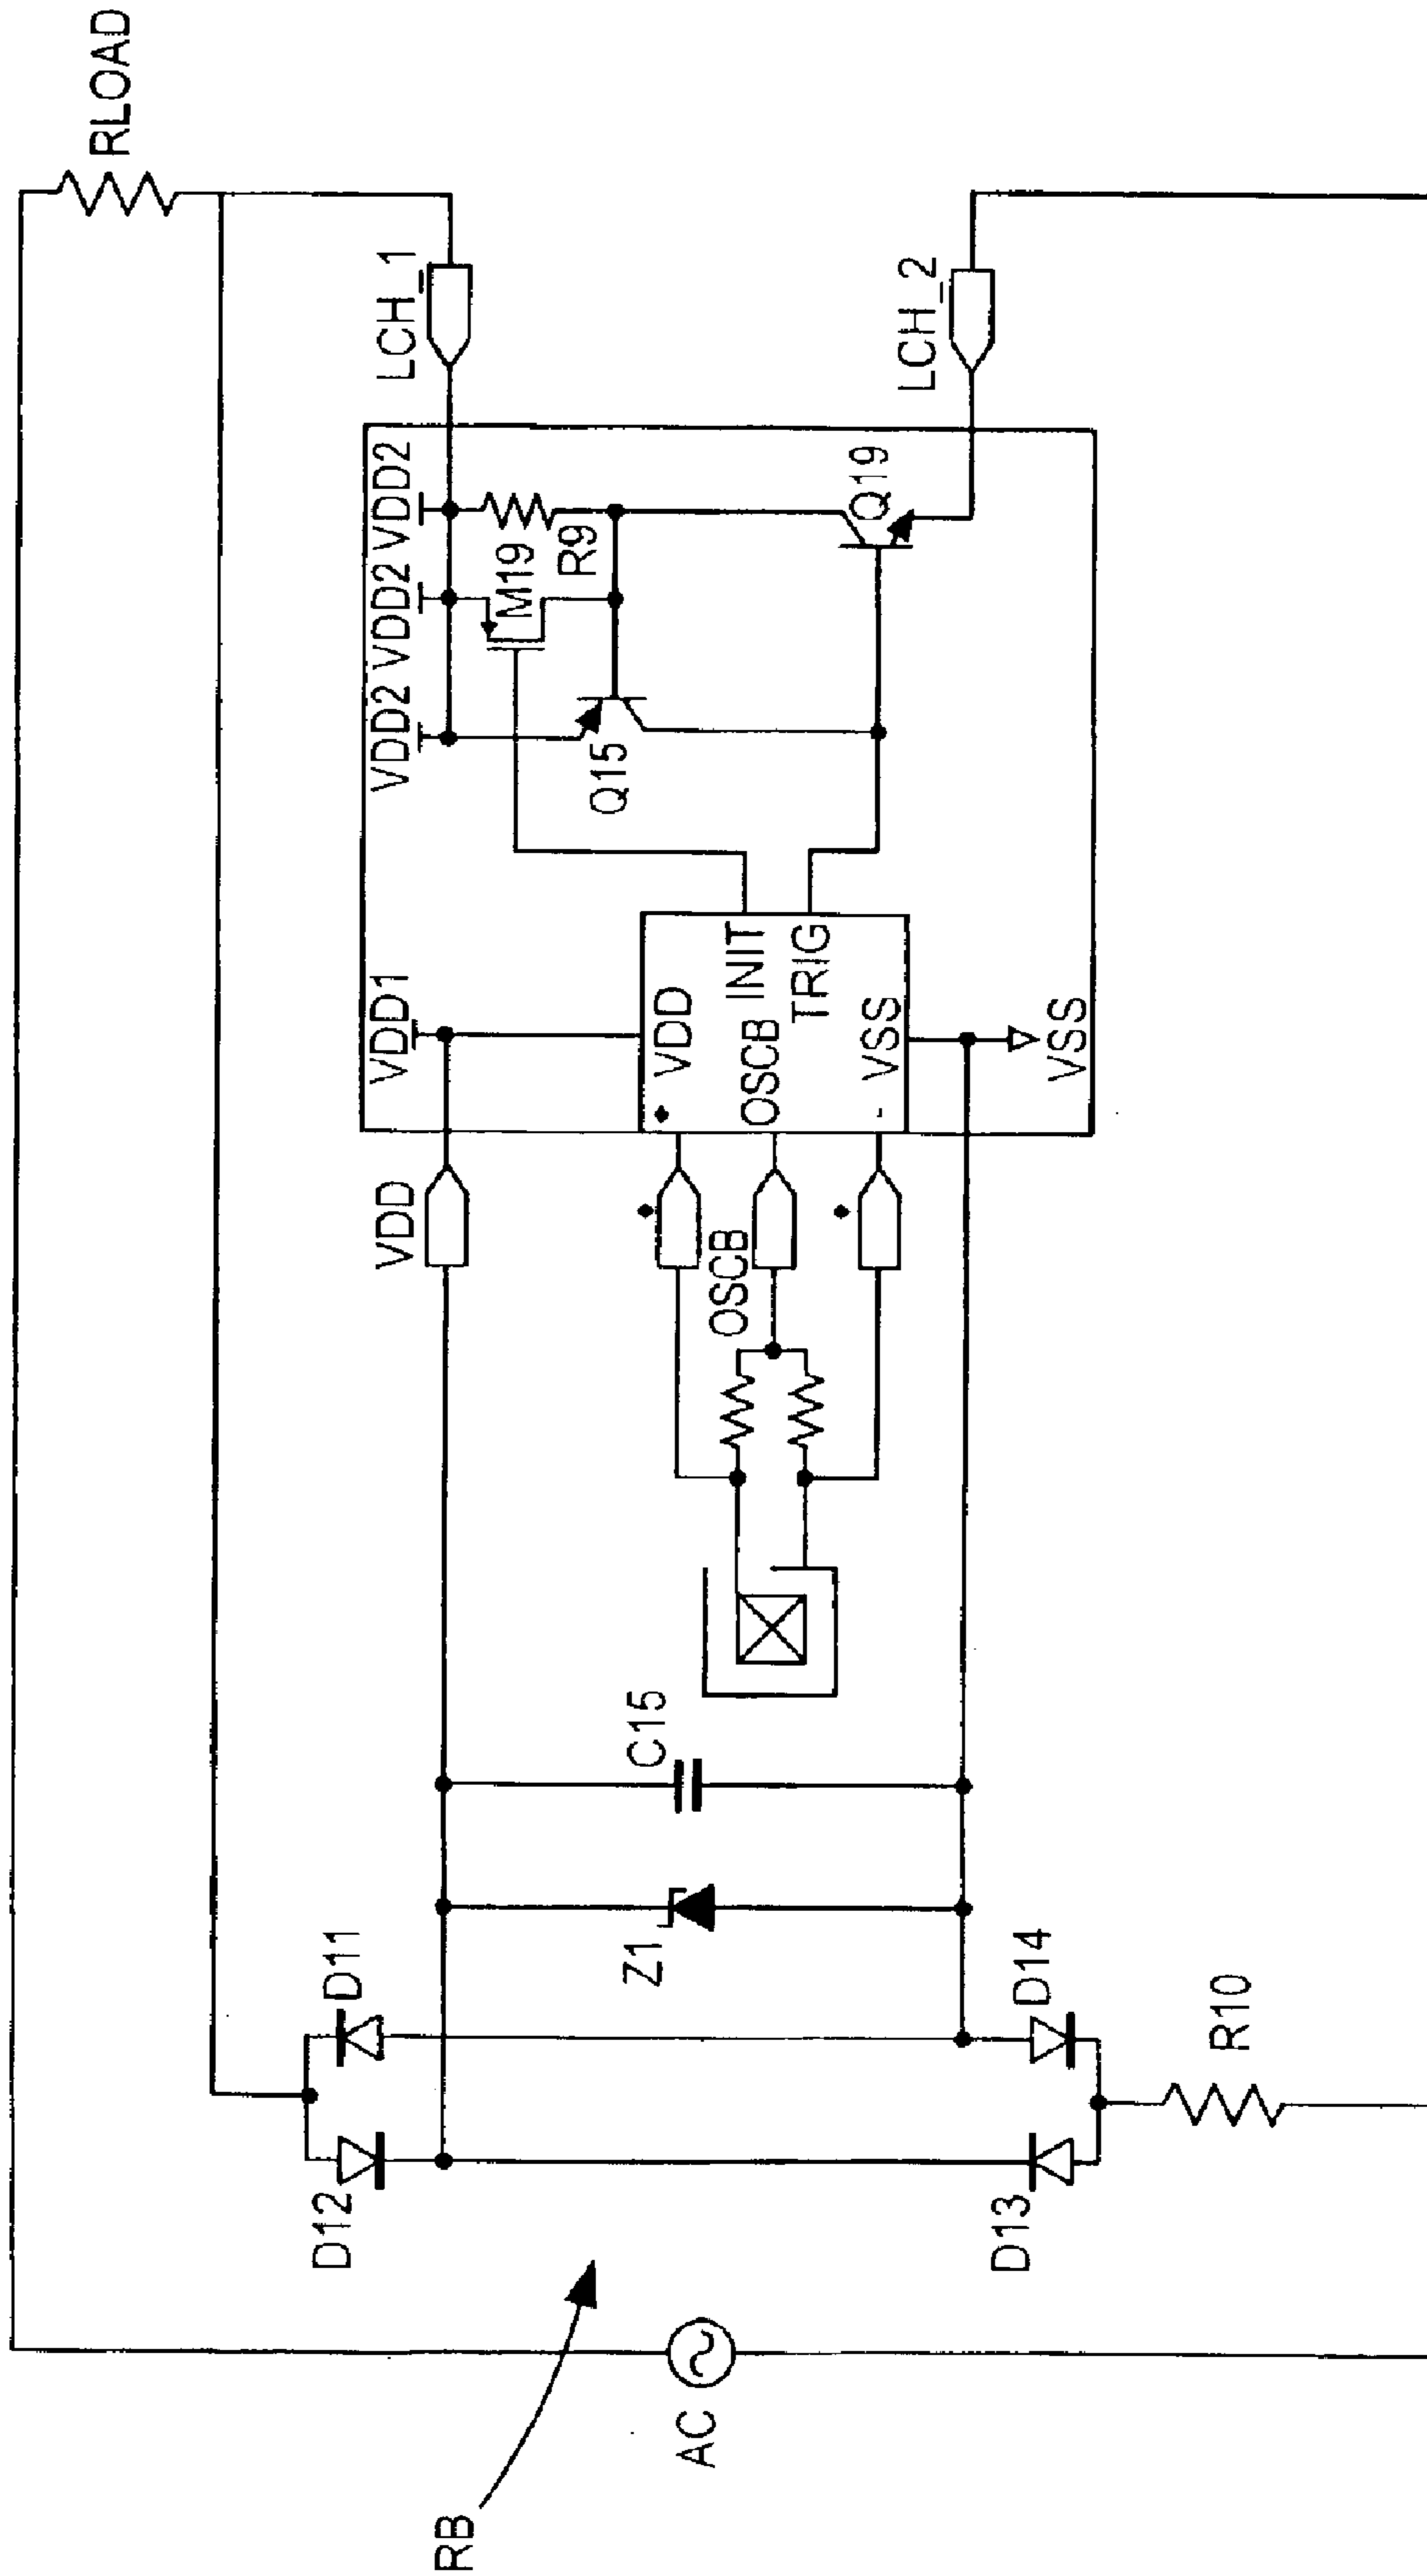 RLOAD
LCH_1
LCH_2
VDD2
VDD2
VDD2
M19
R9
Q19
Q15
VDD1
INIT
TRIG
VDD
OSCB
VSS
-
VSS
VDD
OSCB
C15
Z1
D11
D14
R10
D12
D13
AC
RB